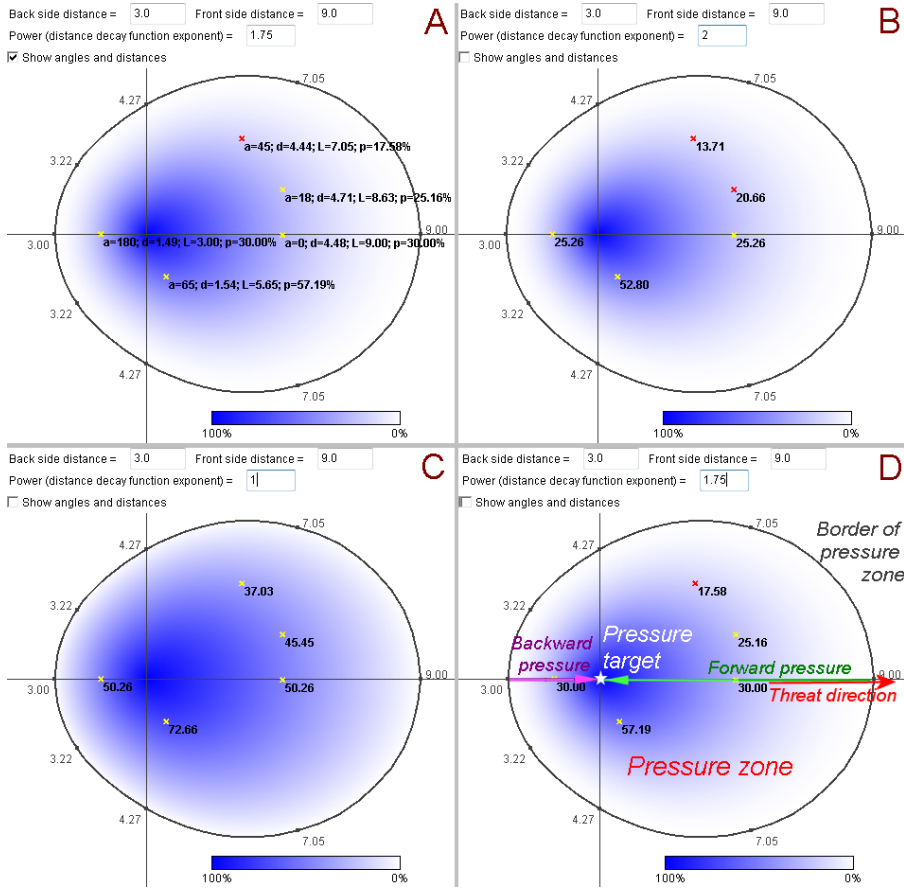 Back side distance = 3.0 Front side distance = 9.0
Power (distance decay function exponent) = 1.75
Show angles and distances
A
7.05
4.27
3.22
a=45; d=4.44; L=7.05; p=17.58%
a=18; d=4.71; L=8.63; p=25.16%
9.00
3.00
a=180; d=1.49; L=3.00; p=30.00%
a=0; d=4.48; L=9.00; p=30.00%
a=65; d=1.54; L=5.65; p=57.19%
3.22
4.27
7.05
100% 0%
Back side distance = 3.0 Front side distance = 9.0
Power (distance decay function exponent) = 2
Show angles and distances
B
7.05
4.27
3.22
13.71
20.66
9.00
3.00
25.26
25.26
52.80
3.22
4.27
7.05
100% 0%
Back side distance = 3.0 Front side distance = 9.0
Power (distance decay function exponent) = 1
Show angles and distances
C
7.05
4.27
3.22
37.03
45.45
9.00
3.00
50.26
50.26
72.66
3.22
4.27
7.05
100% 0%
Back side distance = 3.0 Front side distance = 9.0
Power (distance decay function exponent) = 1.75
Show angles and distances
D
7.05
Border of
pressure
zone
4.27
3.22
17.58
25.16
Backward
pressure
Pressure
target
Forward pressure
9.00
3.00
30.00
30.00
Threat direction
57.19
Pressure zone
3.22
4.27
7.05
100% 0%